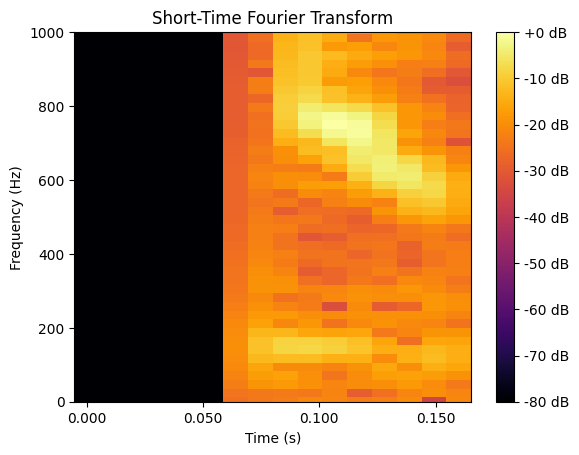 Short-Time Fourier Transform
1000
800
600
400
200
0
Frequency (Hz)
0.000
0.050
0.100
0.150
Time (s)
+0 dB
-10 dB
-20 dB
-30 dB
-40 dB
-50 dB
-60 dB
-70 dB
-80 dB